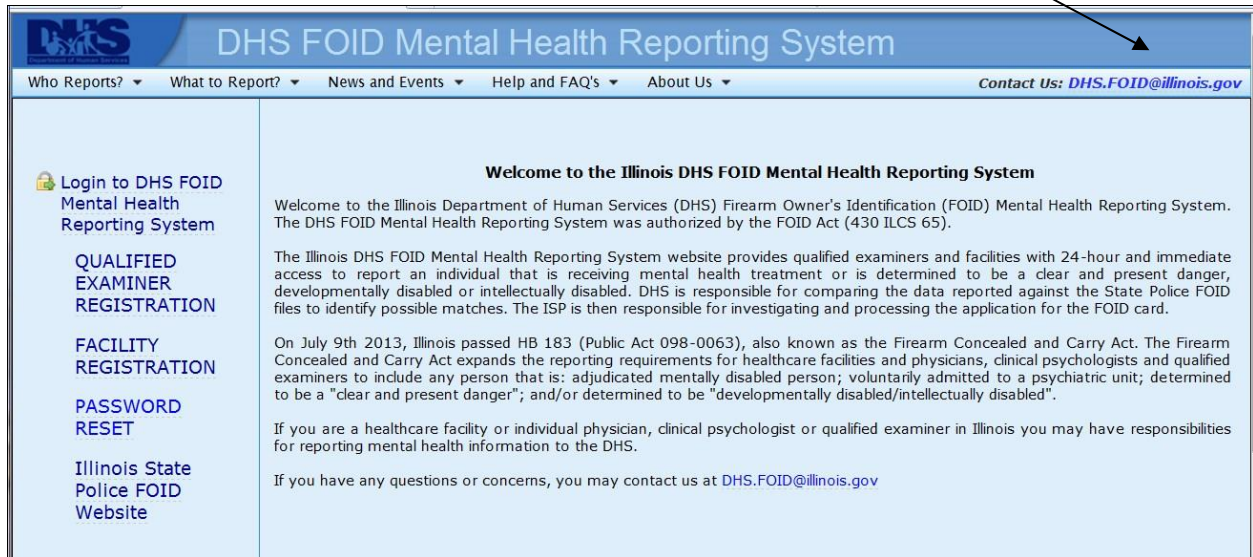 DHS
Department of Human Services
DHS FOID Mental Health Reporting System
Who Reports? What to Report? News and Events Help and FAQ's About Us Contact Us: DHS.FOID@illinois.gov
Login to DHS FOID
Mental Health
Reporting System
QUALIFIED
EXAMINER
REGISTRATION
FACILITY
REGISTRATION
PASSWORD
RESET
Illinois State
Police FOID
Website
Welcome to the Illinois DHS FOID Mental Health Reporting System
Welcome to the Illinois Department of Human Services (DHS) Firearm Owner's Identification (FOID) Mental Health Reporting System.
The DHS FOID Mental Health Reporting System was authorized by the FOID Act (430 ILCS 65).
The Illinois DHS FOID Mental Health Reporting System website provides qualified examiners and facilities with 24-hour and immediate
access to report an individual that is receiving mental health treatment or is determined to be a clear and present danger,
developmentally disabled or intellectually disabled. DHS is responsible for comparing the data reported against the State Police FOID
files to identify possible matches. The ISP is then responsible for investigating and processing the application for the FOID card.
On July 9th 2013, Illinois passed HB 183 (Public Act 098-0063), also known as the Firearm Concealed and Carry Act. The Firearm
Concealed and Carry Act expands the reporting requirements for healthcare facilities and physicians, clinical psychologists and qualified
examiners to include any person that is: adjudicated mentally disabled person; voluntarily admitted to a psychiatric unit; determined
to be a "clear and present danger"; and/or determined to be "developmentally disabled/intellectually disabled".
If you are a healthcare facility or individual physician, clinical psychologist or qualified examiner in Illinois you may have responsibilities
for reporting mental health information to the DHS.
If you have any questions or concerns, you may contact us at DHS.FOID@illinois.gov